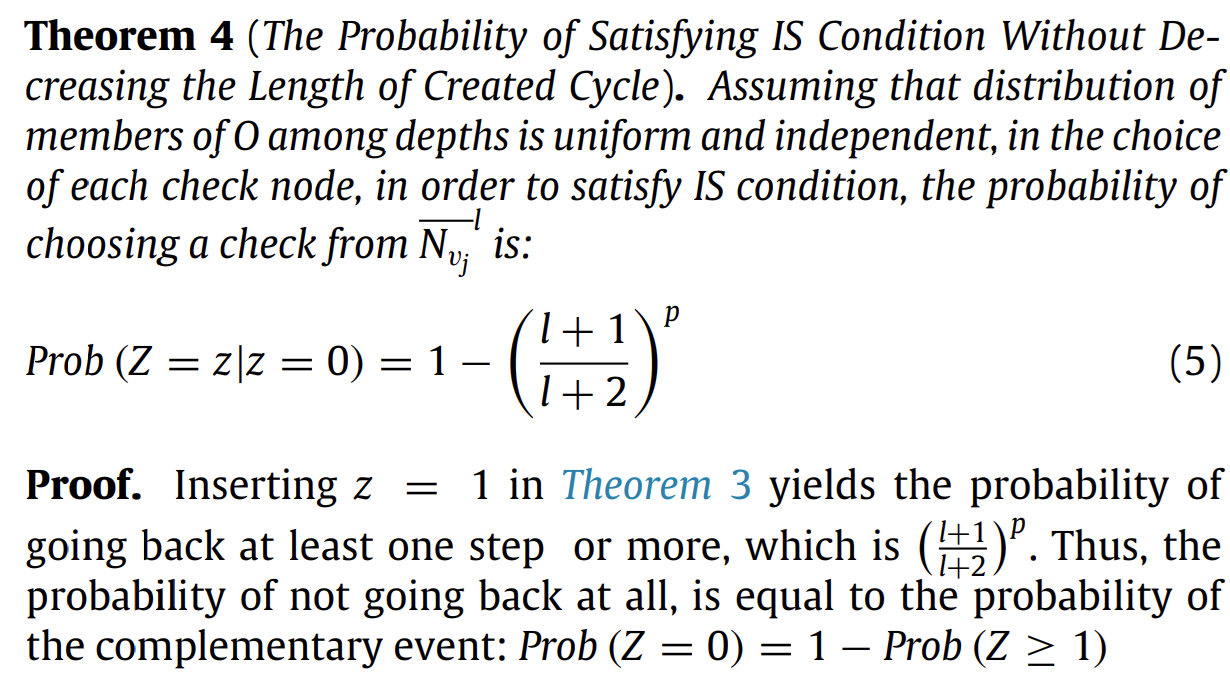 Theorem 4 (The Probability of Satisfying IS Condition Without De-
creasing the Length of Created Cycle). Assuming that distribution of
members of O among depths is uniform and independent, in the choice
of each check node, in order to satisfy IS condition, the probability of
choosing a check from $\overline{N_{v_j}}^l$ is:
$Prob (Z = z|z = 0) = 1 - \left(\frac{l+1}{l+2}\right)^p$ (5)
Proof. Inserting z = 1 in Theorem 3 yields the probability of
going back at least one step or more, which is $\left(\frac{l+1}{l+2}\right)^p$. Thus, the
probability of not going back at all, is equal to the probability of
the complementary event: Prob (Z = 0) = 1 − Prob (Z ≥ 1)